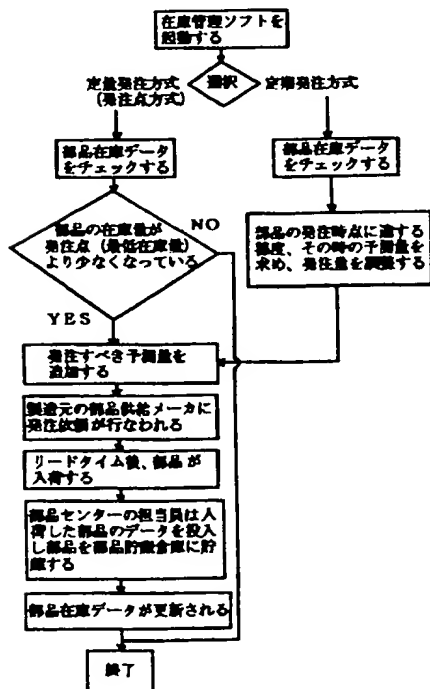 在庫管理ソフトを
起動する
選択
定量発注方式
(発注点方式)
定期発注方式
部品在庫データ
をチェックする
部品在庫データ
をチェックする
部品の在庫量が
発注点(最低在庫量)
より少なくなっている
NO
YES
部品の発注時点に達する
都度、その時の予測量を
求め、発注量を調整する
発注すべき予測量を
追加する
製造元の部品供給メーカに
発注依頼が行なわれる
リードタイム後、部品が
入荷する
部品センターの担当員は入
荷した部品のデータを投入
し部品を部品貯蔵倉庫に貯
蔵する
部品在庫データが更新される
終了